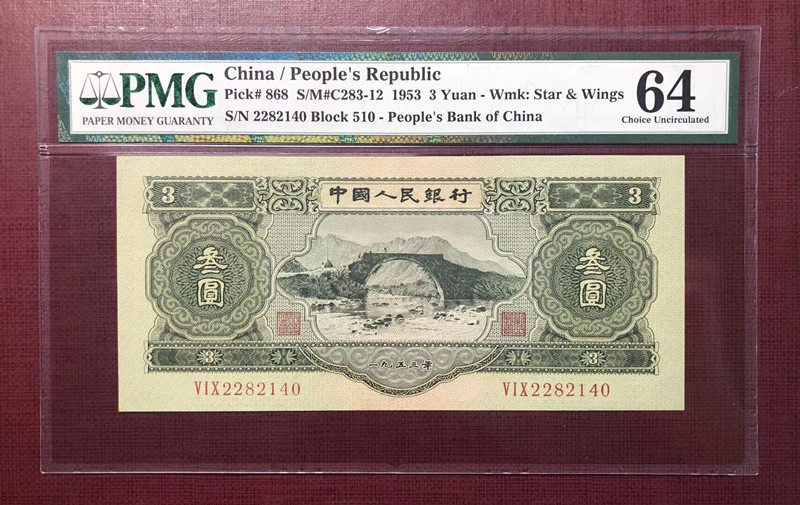 PMG
PAPER MONEY GUARANTY
China / People's Republic
Pick# 868 S/M#C283-12 1953 3 Yuan - Wmk: Star & Wings
S/N 2282140 Block 510 - People's Bank of China
64
Choice Uncirculated
3 中國人民銀行 3
叁圓 叁圓
3 一九五三年 3
VIX2282140 VIX2282140